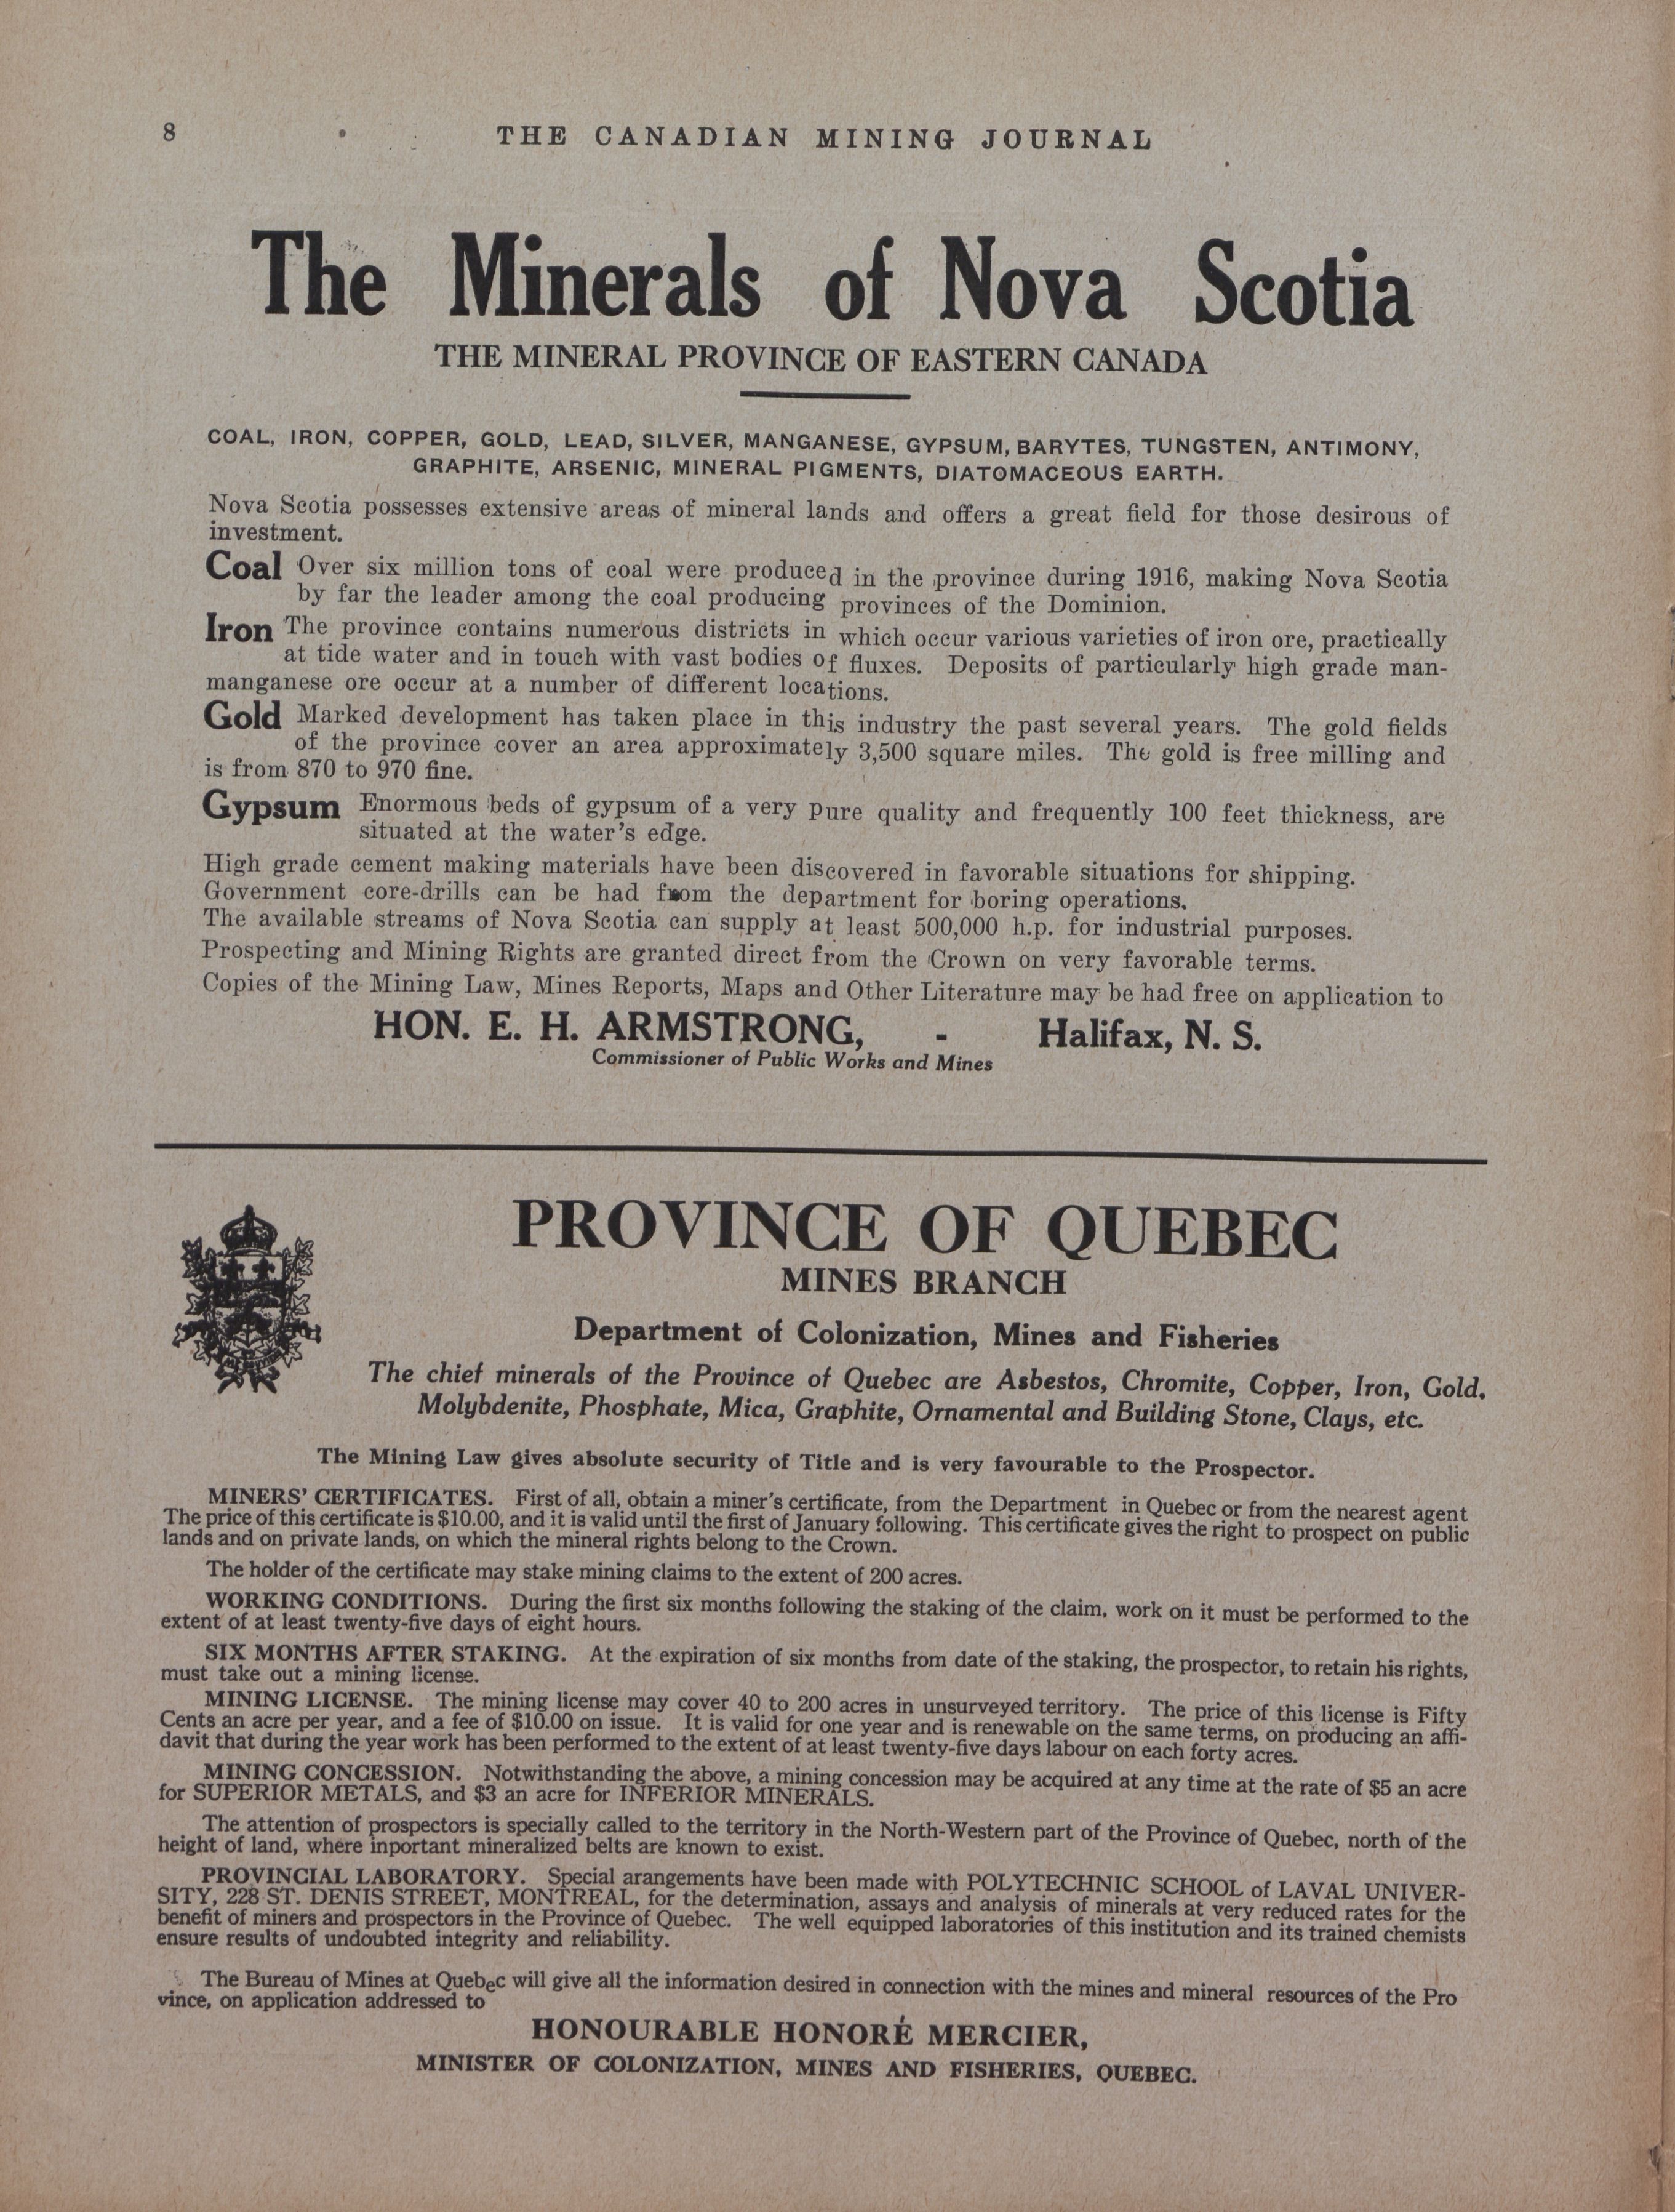 8
THE CANADIAN MINING JOURNAL
The Minerals of Nova Scotia
THE MINERAL PROVINCE OF EASTERN CANADA
COAL, IRON, COPPER, GOLD, LEAD, SILVER, MANGANESE, GYPSUM, BARYTES, TUNGSTEN, ANTIMONY,
GRAPHITE, ARSENIC, MINERAL PIGMENTS, DIATOMACEOUS EARTH.
Nova Scotia possesses extensive areas of mineral lands and offers a great field for those desirous of
investment.
Coal Over six million tons of coal were produced in the province during 1916, making Nova Scotia
by far the leader among the coal producing provinces of the Dominion.
Iron The province contains numerous districts in which occur various varieties of iron ore, practically
at tide water and in touch with vast bodies of fluxes. Deposits of particularly high grade man-
manganese ore occur at a number of different locations.
Gold Marked development has taken place in this industry the past several years. The gold fields
of the province cover an area approximately 3,500 square miles. The gold is free milling and
is from 870 to 970 fine.
Gypsum Enormous beds of gypsum of a very pure quality and frequently 100 feet thickness, are
situated at the water's edge.
High grade cement making materials have been discovered in favorable situations for shipping.
Government core-drills can be had from the department for boring operations.
The available streams of Nova Scotia can supply at least 500,000 h.p. for industrial purposes.
Prospecting and Mining Rights are granted direct from the Crown on very favorable terms.
Copies of the Mining Law, Mines Reports, Maps and Other Literature may be had free on application to
HON. E. H. ARMSTRONG, - Halifax, N. S.
Commissioner of Public Works and Mines
PROVINCE OF QUEBEC
MINES BRANCH
Department of Colonization, Mines and Fisheries
The chief minerals of the Province of Quebec are Asbestos, Chromite, Copper, Iron, Gold,
Molybdenite, Phosphate, Mica, Graphite, Ornamental and Building Stone, Clays, etc.
The Mining Law gives absolute security of Title and is very favourable to the Prospector.
MINERS' CERTIFICATES. First of all, obtain a miner's certificate, from the Department in Quebec or from the nearest agent
The price of this certificate is $10.00, and it is valid until the first of January following. This certificate gives the right to prospect on public
lands and on private lands, on which the mineral rights belong to the Crown.
The holder of the certificate may stake mining claims to the extent of 200 acres.
WORKING CONDITIONS. During the first six months following the staking of the claim, work on it must be performed to the
extent of at least twenty-five days of eight hours.
SIX MONTHS AFTER STAKING. At the expiration of six months from date of the staking, the prospector, to retain his rights,
must take out a mining license.
MINING LICENSE. The mining license may cover 40 to 200 acres in unsurveyed territory. The price of this license is Fifty
Cents an acre per year, and a fee of $10.00 on issue. It is valid for one year and is renewable on the same terms, on producing an affi-
davit that during the year work has been performed to the extent of at least twenty-five days labour on each forty acres.
MINING CONCESSION. Notwithstanding the above, a mining concession may be acquired at any time at the rate of $5 an acre
for SUPERIOR METALS, and $3 an acre for INFERIOR MINERALS.
The attention of prospectors is specially called to the territory in the North-Western part of the Province of Quebec, north of the
height of land, where inportant mineralized belts are known to exist.
PROVINCIAL LABORATORY. Special arangements have been made with POLYTECHNIC SCHOOL of LAVAL UNIVER-
SITY, 228 ST. DENIS STREET, MONTREAL, for the determination, assays and analysis of minerals at very reduced rates for the
benefit of miners and prospectors in the Province of Quebec. The well equipped laboratories of this institution and its trained chemists
ensure results of undoubted integrity and reliability.
The Bureau of Mines at Quebec will give all the information desired in connection with the mines and mineral resources of the Pro
vince, on application addressed to
HONOURABLE HONORÉ MERCIER,
MINISTER OF COLONIZATION, MINES AND FISHERIES, QUEBEC.